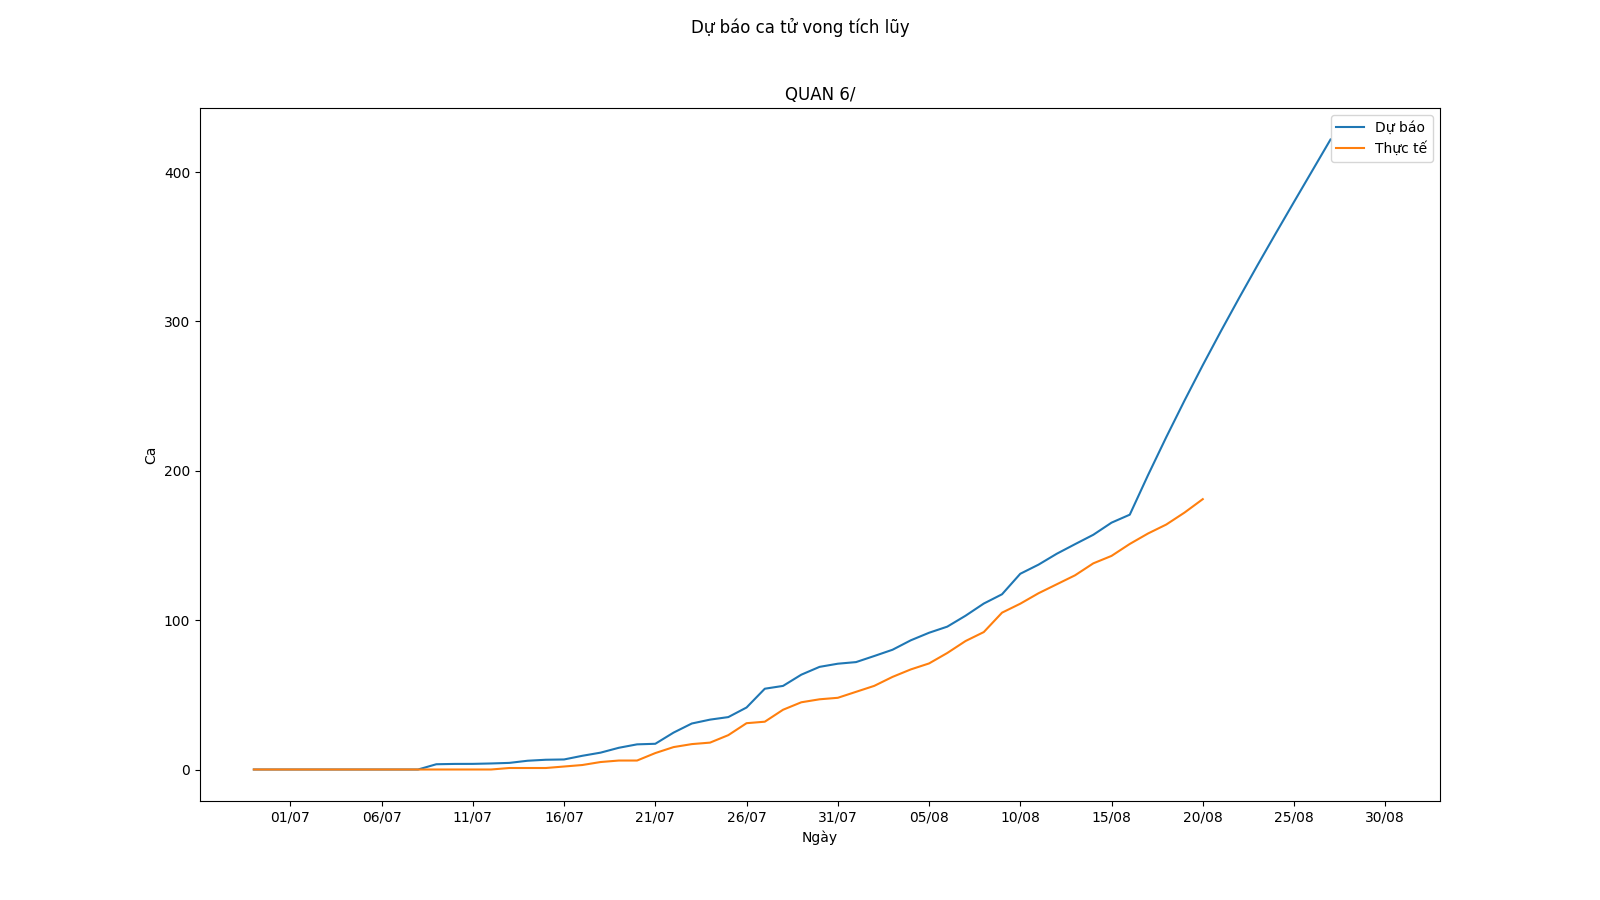 Dự báo ca tử vong tích lũy
QUAN 6/
Dự báo
Thực tế
Ca
400
300
200
100
0
01/07 06/07 11/07 16/07 21/07 26/07 31/07 05/08 10/08 15/08 20/08 25/08 30/08
Ngày